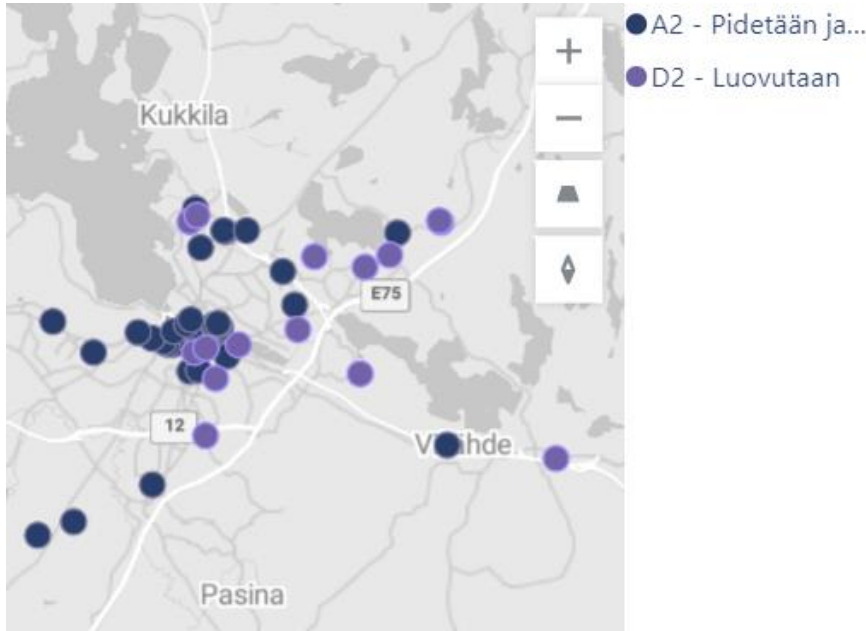 A2 - Pidetään ja...
D2 - Luovutaan
Kukkila
E75
12
Pasina